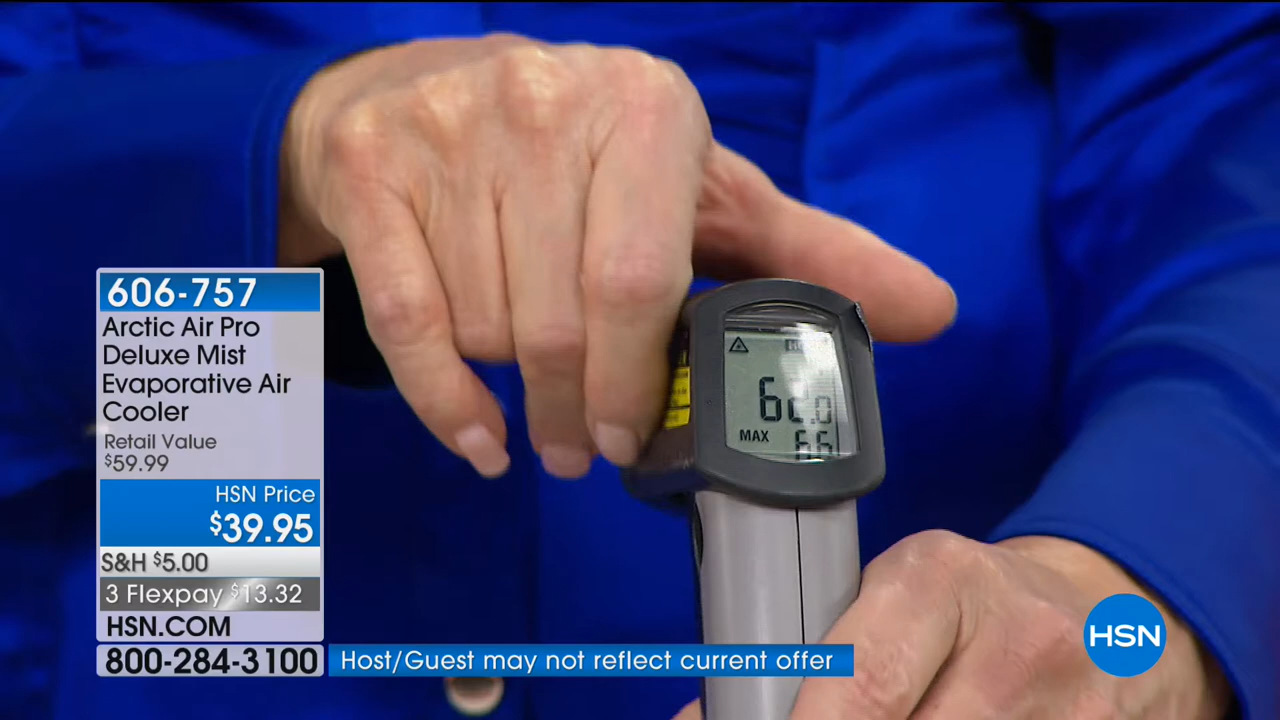 606-757
Arctic Air Pro
Deluxe Mist
Evaporative Air
Cooler
Retail Value
$59.99
HSN Price
$39.95
S&H $5.00
3 Flexpay $13.32
HSN.COM
800-284-3100
Host/Guest may not reflect current offer
MAX
HSN